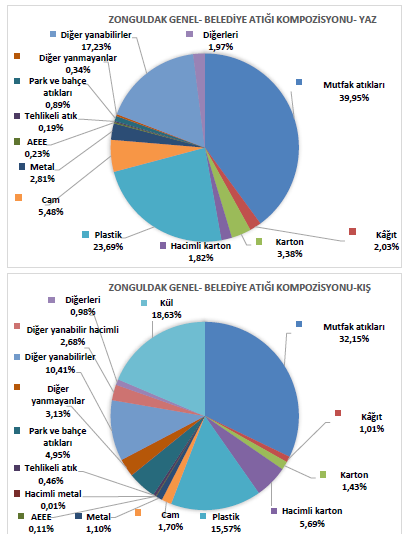 ZONGULDAK GENEL- BELEDİYE ATIĞI KOMPOZİSYONU- YAZ
Diğer yanabilirler
17,23%
Diğerleri
1,97%
Diğer yanmayanlar
0,34%
Park ve bahçe
atıkları
0,89%
Tehlikeli atık
0,19%
AEEE
0,23%
Metal
2,81%
Cam
5,48%
Plastik
23,69%
Hacimli karton
1,82%
Karton
3,38%
Kâğıt
2,03%
Mutfak atıkları
39,95%
ZONGULDAK GENEL- BELEDİYE ATIĞI KOMPOZİSYONU-KIŞ
Diğerleri
0,98%
Kül
18,63%
Diğer yanabilir hacimli
2,68%
Diğer yanabilirler
10,41%
Diğer
yanmayanlar
3,13%
Park ve bahçe
atıkları
4,95%
Tehlikeli atık
0,46%
Hacimli metal
0,01%
AEEE
0,11%
Metal
1,10%
Cam
1,70%
Plastik
15,57%
Hacimli karton
5,69%
Karton
1,43%
Kâğıt
1,01%
Mutfak atıkları
32,15%